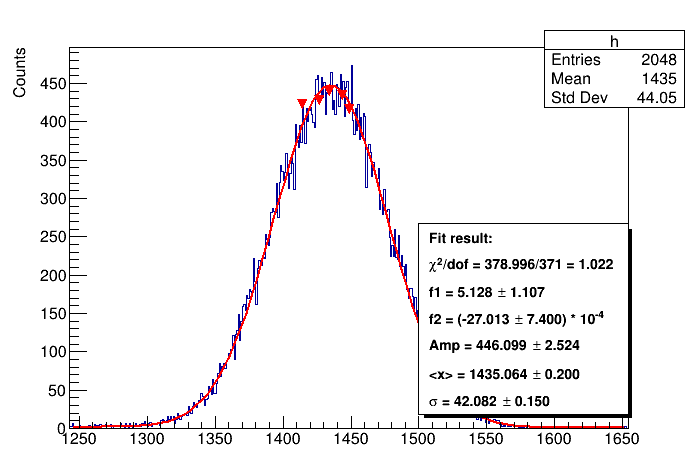 h
Entries 2048
Mean 1435
Std Dev 44.05
Counts
450
400
350
300
250
200
150
100
50
0
Fit result:
χ²/dof = 378.996/371 = 1.022
f1 = 5.128 ± 1.107
f2 = (-27.013 ± 7.400) * 10⁻⁴
Amp = 446.099 ± 2.524
<x> = 1435.064 ± 0.200
σ = 42.082 ± 0.150
1250 1300 1350 1400 1450 1500 1550 1600 1650